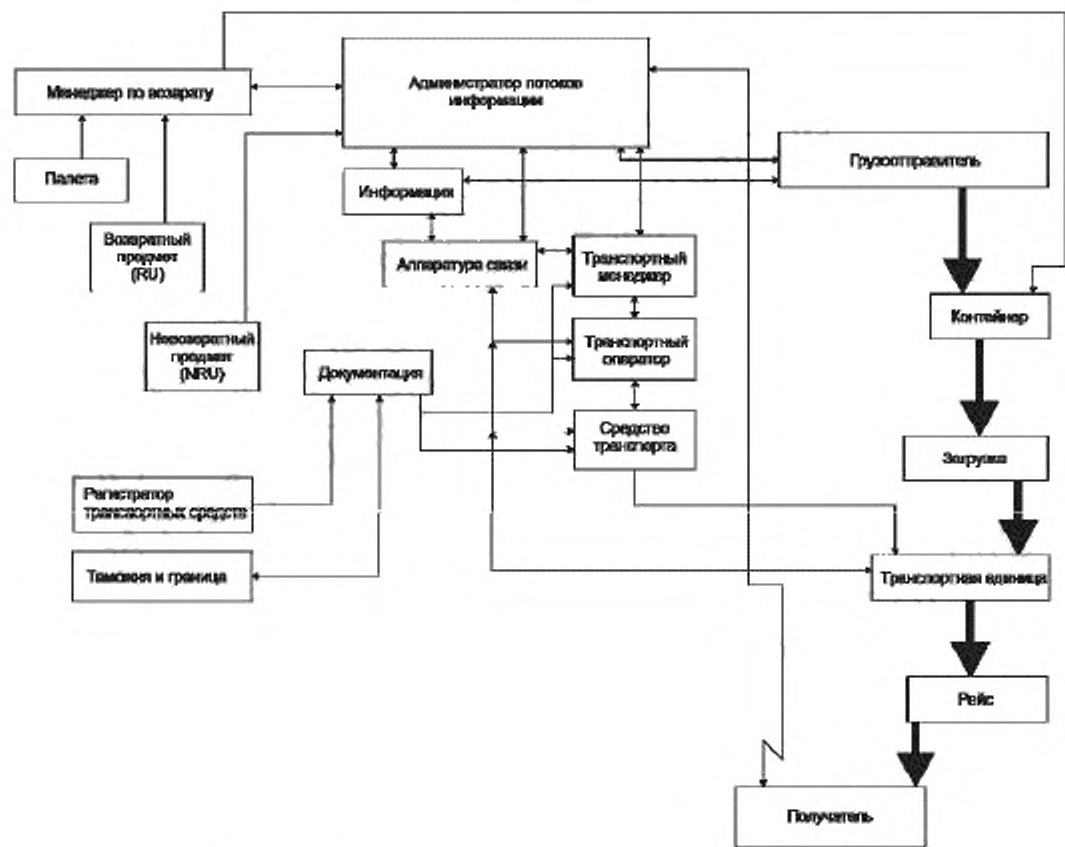 Администратор потоков
информации
Менеджер по возврату
Грузоотправитель
Палета
Информация
Возвратный
предмет
(RU)
Аппаратура связи
Транспортный
менеджер
Контейнер
Невозвратный
предмет
(NRU)
Транспортный
оператор
Документация
Средство
транспорта
Загрузка
Регистратор
транспортных средств
Таможня и граница
Транспортная единица
Рейс
Получатель